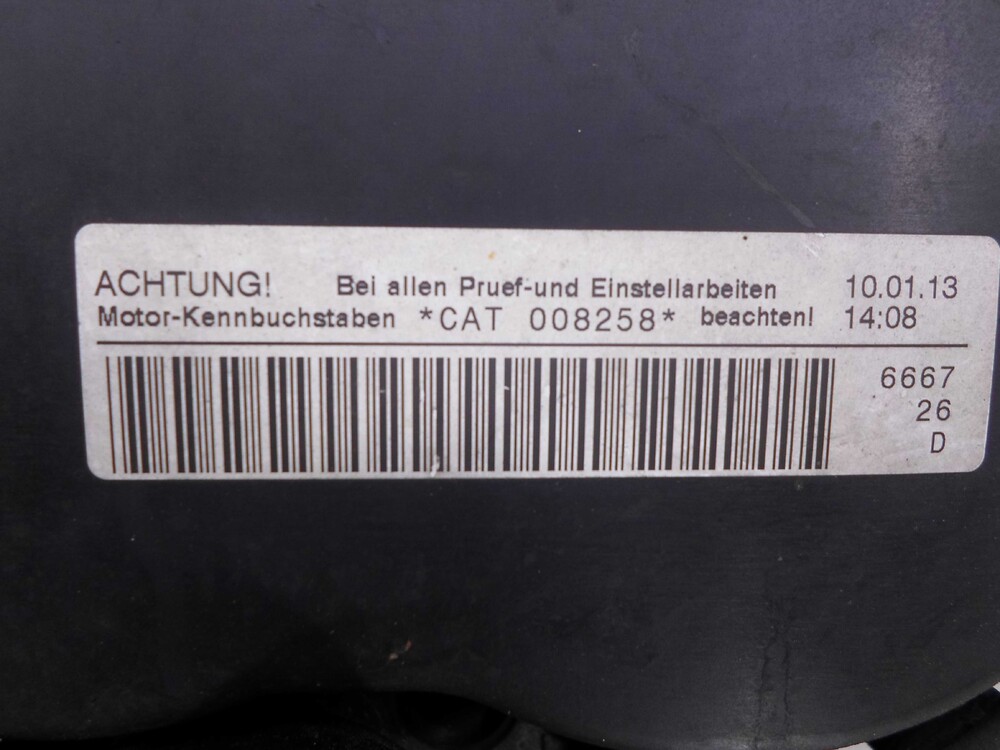 ACHTUNG! Bei allen Pruef-und Einstellarbeiten 10.01.13
Motor-Kennbuchstaben *CAT 008258* beachten! 14:08
6667
26
D